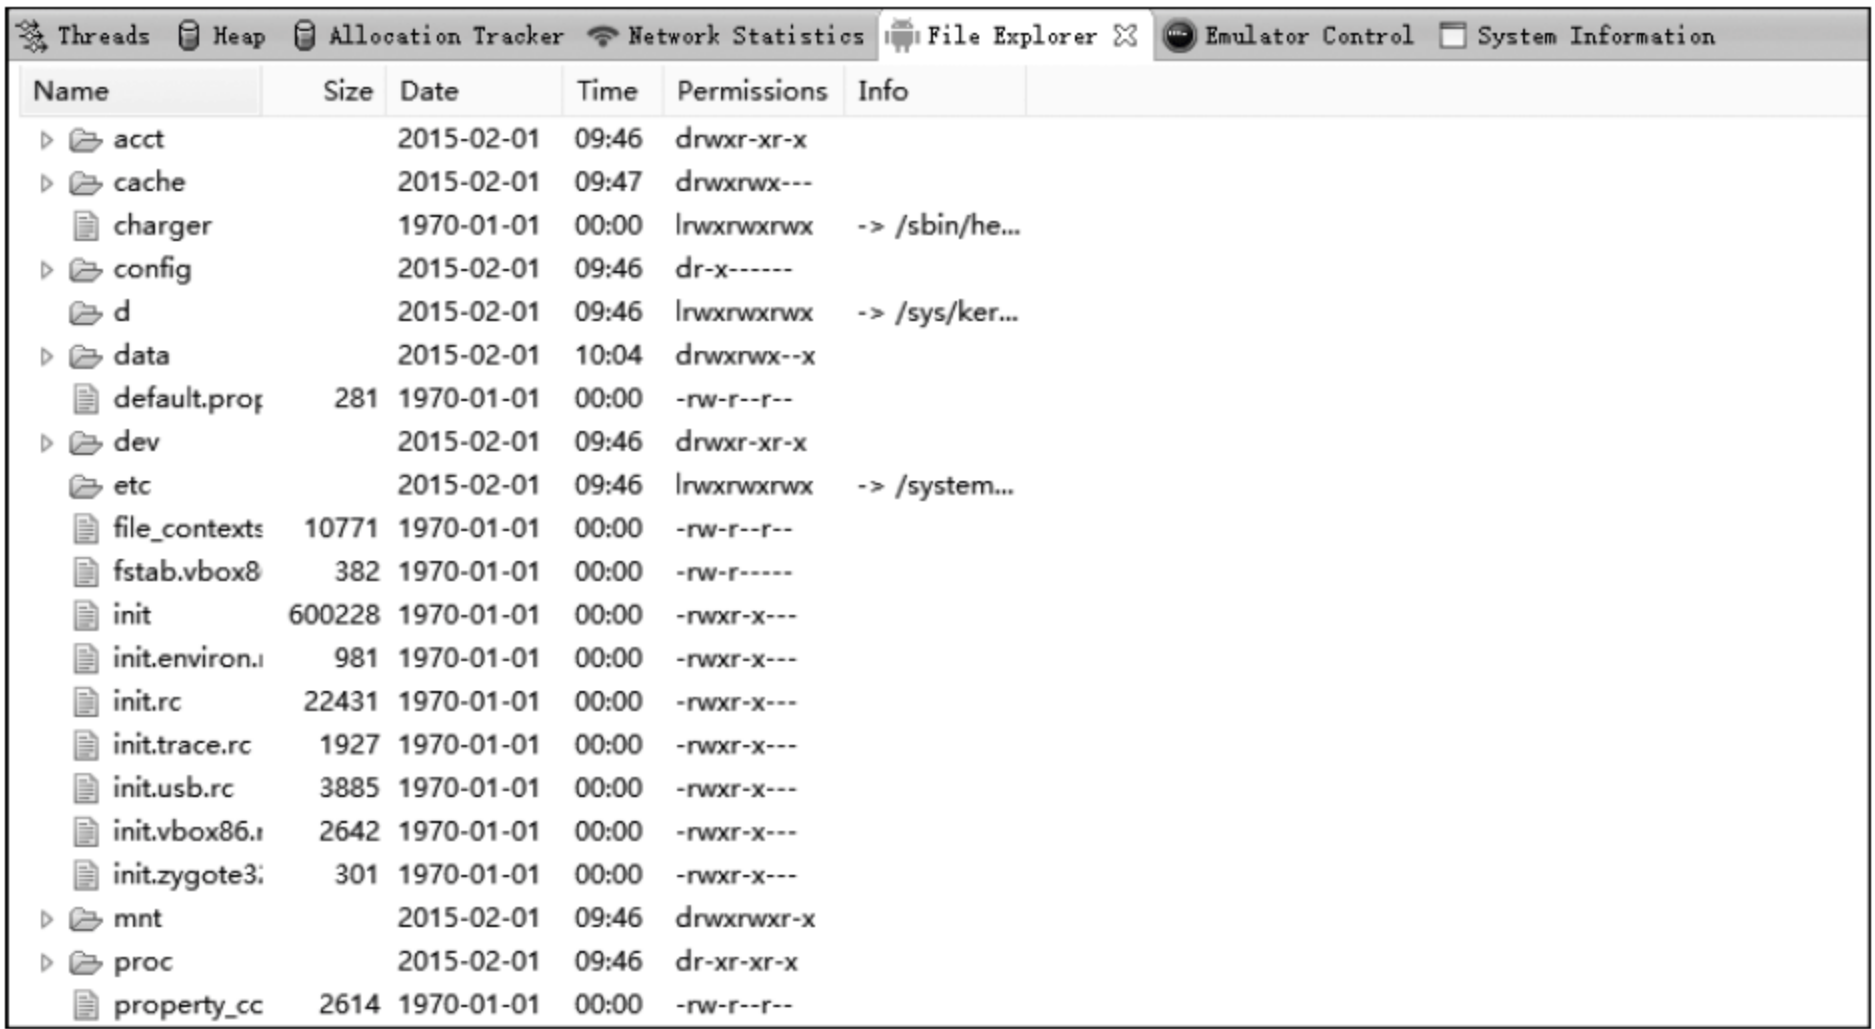 Threads Heap Allocation Tracker Network Statistics File Explorer Emulator Control System Information
Name Size Date Time Permissions Info
acct 2015-02-01 09:46 drwxr-xr-x
cache 2015-02-01 09:47 drwxrwx---
charger 1970-01-01 00:00 lrwxrwxrwx -> /sbin/he...
config 2015-02-01 09:46 dr-x------
d 2015-02-01 09:46 lrwxrwxrwx -> /sys/ker...
data 2015-02-01 10:04 drwxrwx--x
default.prop 281 1970-01-01 00:00 -rw-r--r--
dev 2015-02-01 09:46 drwxr-xr-x
etc 2015-02-01 09:46 lrwxrwxrwx -> /system...
file_contexts 10771 1970-01-01 00:00 -rw-r--r--
fstab.vbox8 382 1970-01-01 00:00 -rw-r-----
init 600228 1970-01-01 00:00 -rwxr-x---
init.environ.r 981 1970-01-01 00:00 -rwxr-x---
init.rc 22431 1970-01-01 00:00 -rwxr-x---
init.trace.rc 1927 1970-01-01 00:00 -rwxr-x---
init.usb.rc 3885 1970-01-01 00:00 -rwxr-x---
init.vbox86.r 2642 1970-01-01 00:00 -rwxr-x---
init.zygote32 301 1970-01-01 00:00 -rwxr-x---
mnt 2015-02-01 09:46 drwxrwxr-x
proc 2015-02-01 09:46 dr-xr-xr-x
property_cc 2614 1970-01-01 00:00 -rw-r--r--